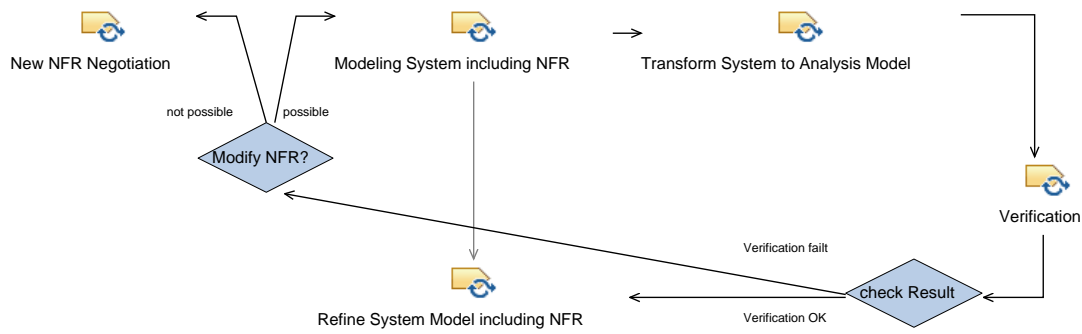 New NFR Negotiation
Modeling System including NFR
Transform System to Analysis Model
not possible
possible
Modify NFR?
Verification
Verification failt
check Result
Verification OK
Refine System Model including NFR